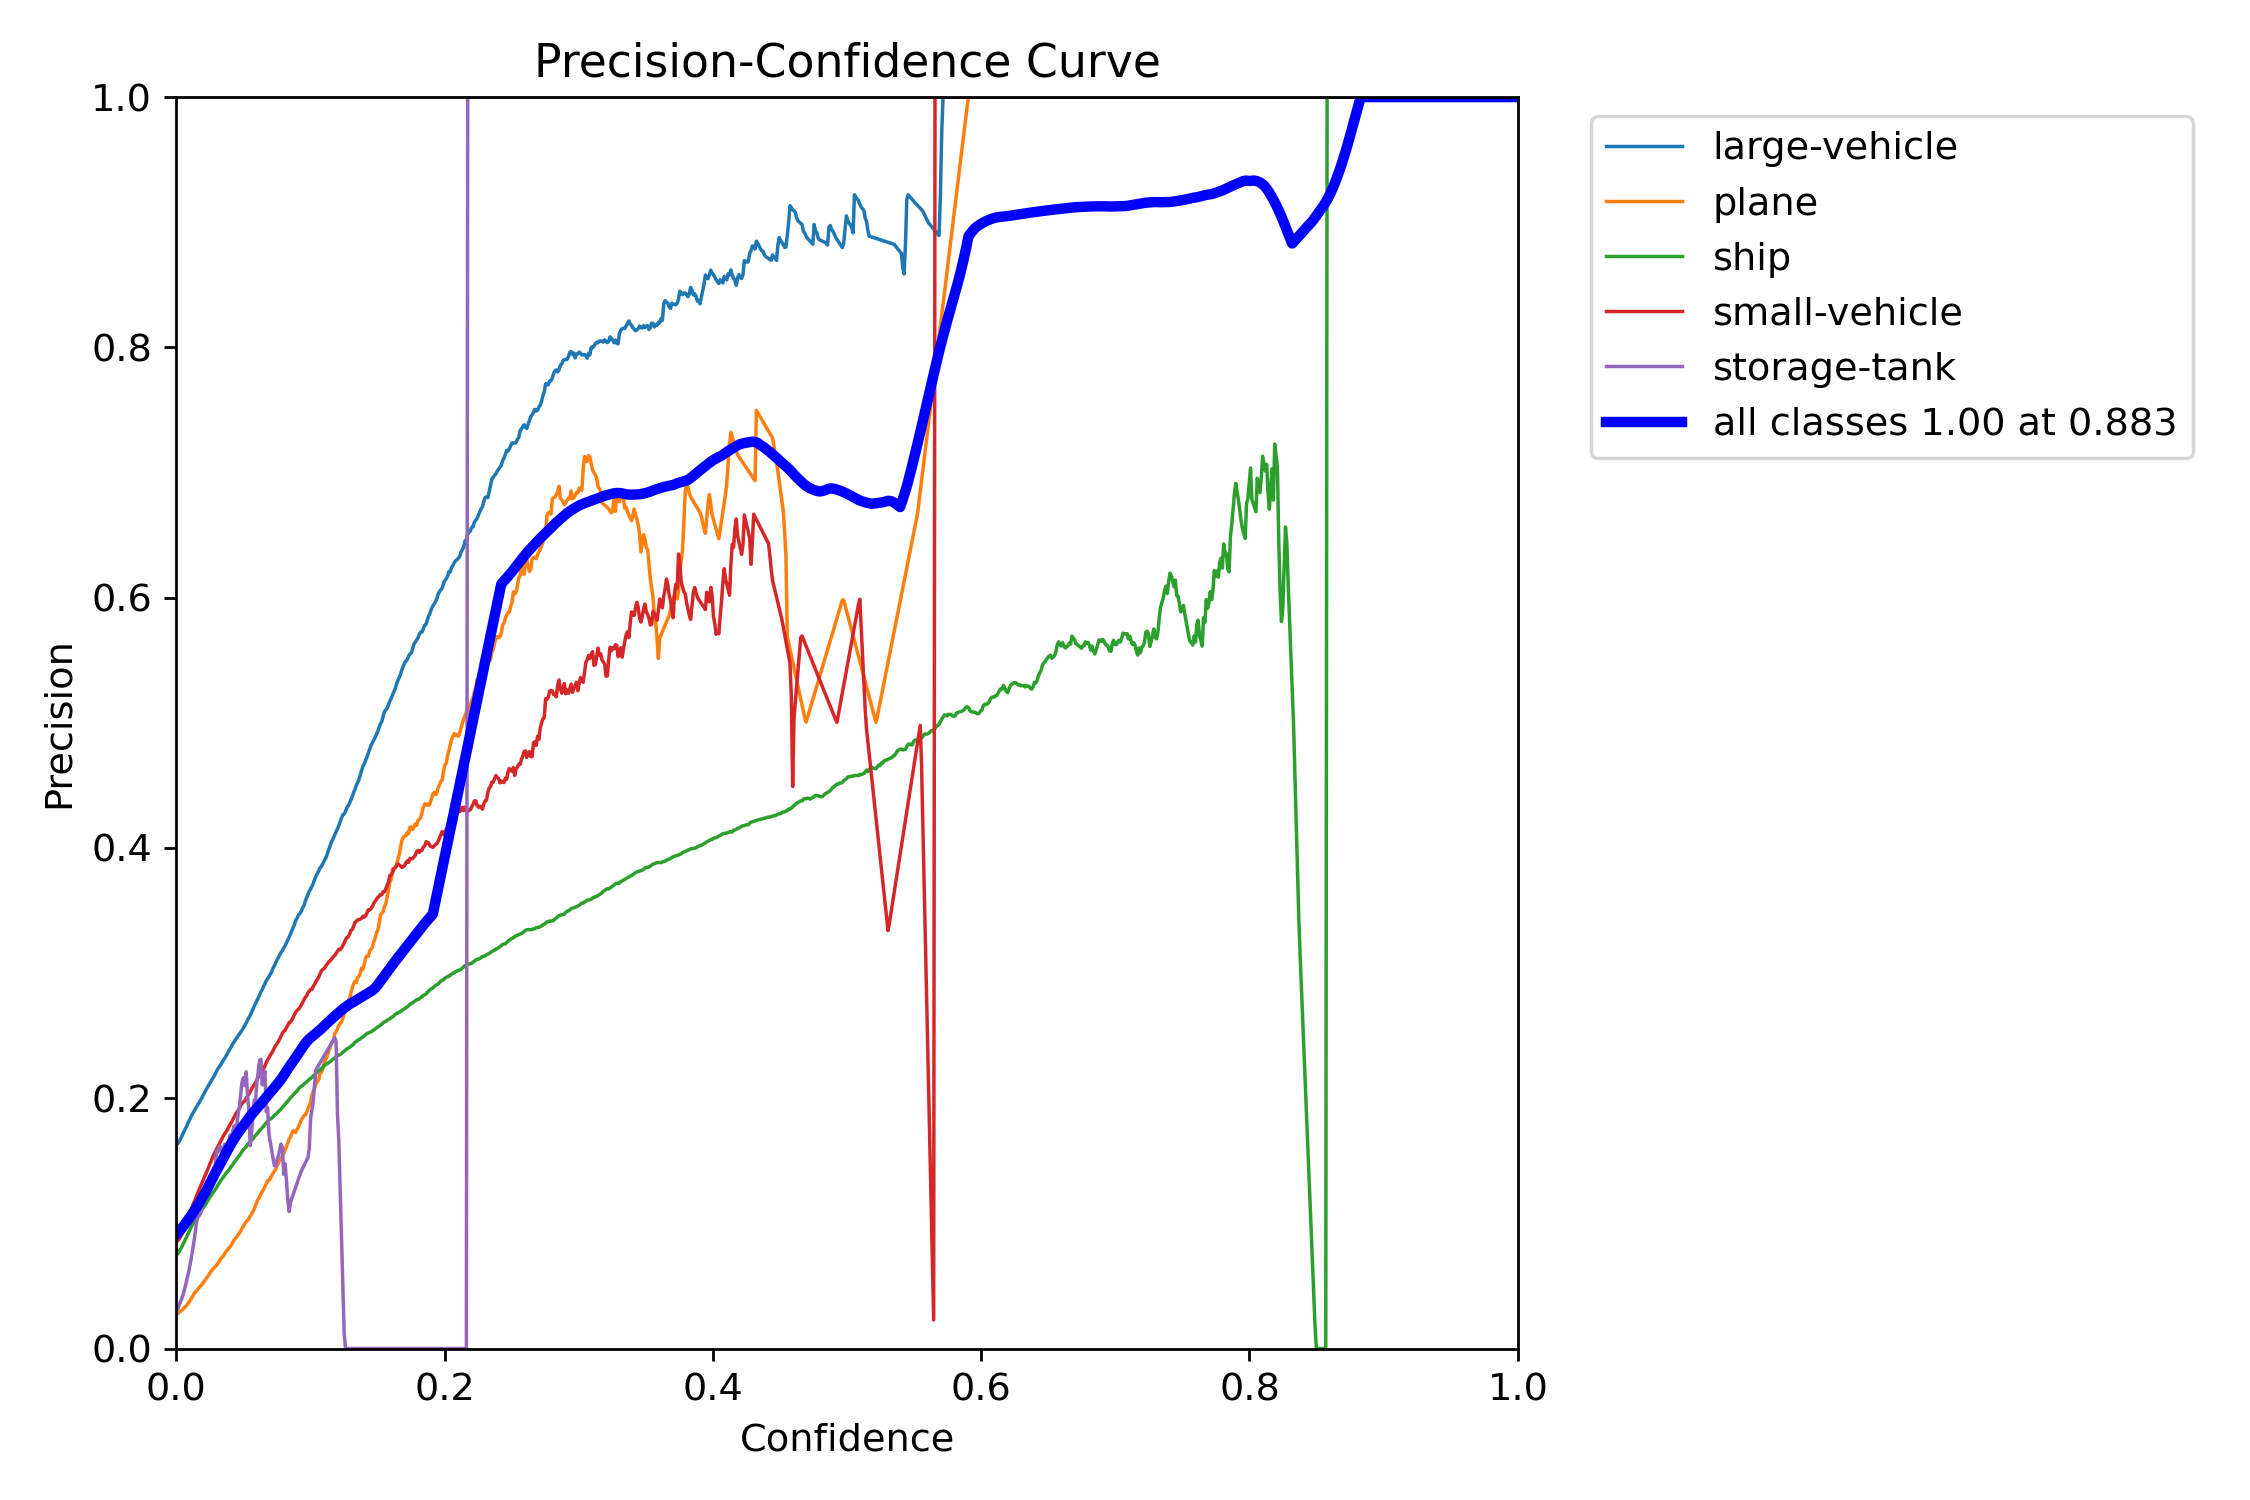 Precision-Confidence Curve
1.0
0.8
0.6
0.4
0.2
0.0
Precision
0.0 0.2 0.4 0.6 0.8 1.0
Confidence
large-vehicle
plane
ship
small-vehicle
storage-tank
all classes 1.00 at 0.883